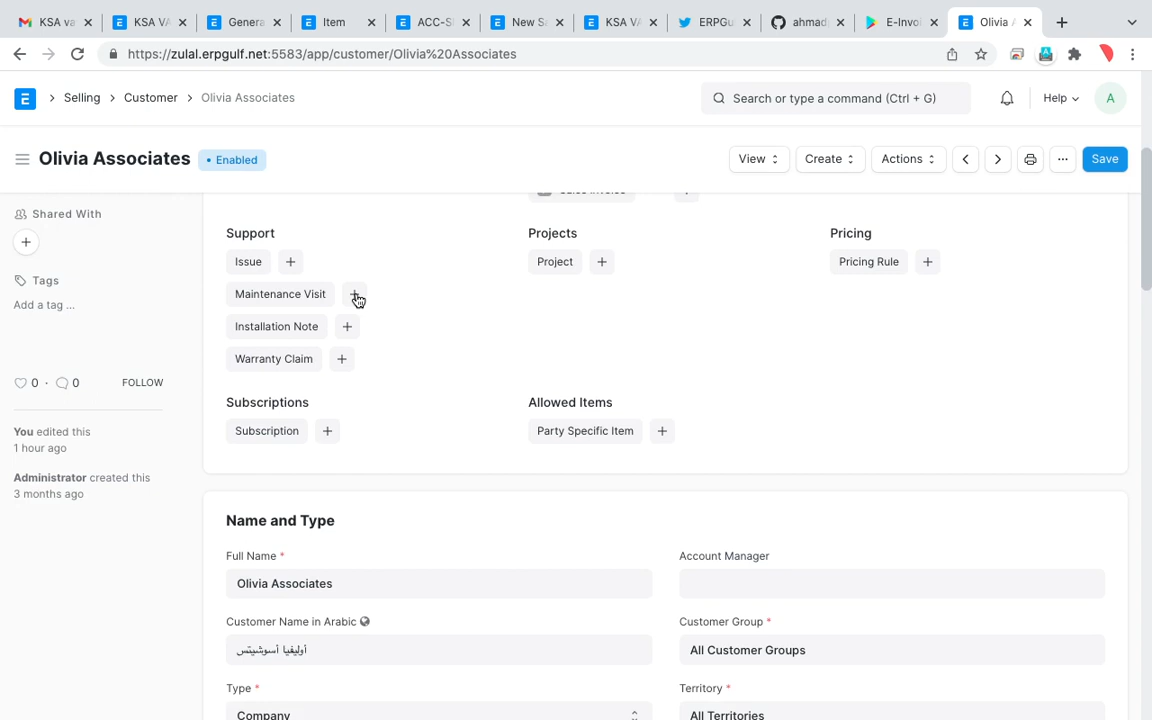 KSA va
KSA VA
Genera
Item
ACC-S
New Sa
KSA VA
ERPGu
ahmad
E-Invoi
Olivia A
https://zulal.erpgulf.net:5583/app/customer/Olivia%20Associates
E > Selling > Customer > Olivia Associates
Search or type a command (Ctrl + G)
Help
A
Olivia Associates
• Enabled
View
Create
Actions
Save
Shared With
Tags
Add a tag ...
0 · 0
FOLLOW
You edited this
1 hour ago
Administrator created this
3 months ago
Support
Projects
Pricing
Issue
Project
Pricing Rule
Maintenance Visit
Installation Note
Warranty Claim
Subscriptions
Allowed Items
Subscription
Party Specific Item
Name and Type
Full Name *
Account Manager
Olivia Associates
Customer Name in Arabic
Customer Group *
أوليفيا أسوشيتس
All Customer Groups
Type *
Territory *
Company
All Territories